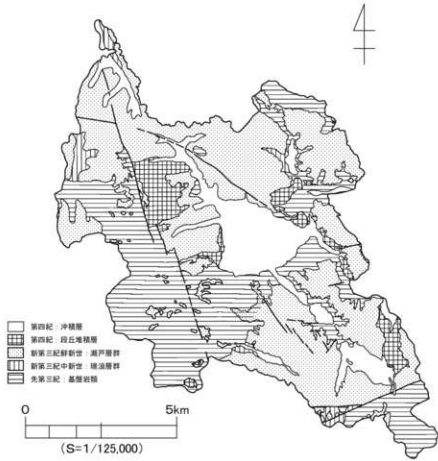 4
第四紀：沖積層
第四紀：段丘堆積層
新第三紀鮮新世：瀬戸層群
新第三紀中新世：瑞浪層群
先第三紀：基盤岩類
0 5km
(S=1/125,000)